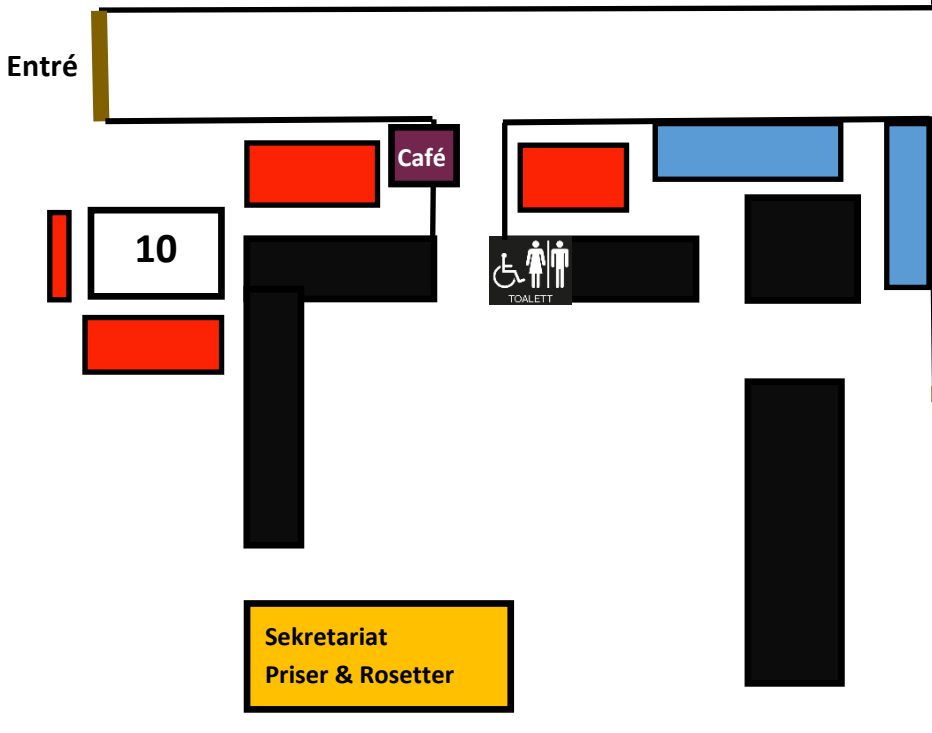 Entré
Café
10
TOALETT
Sekretariat
Priser & Rosetter